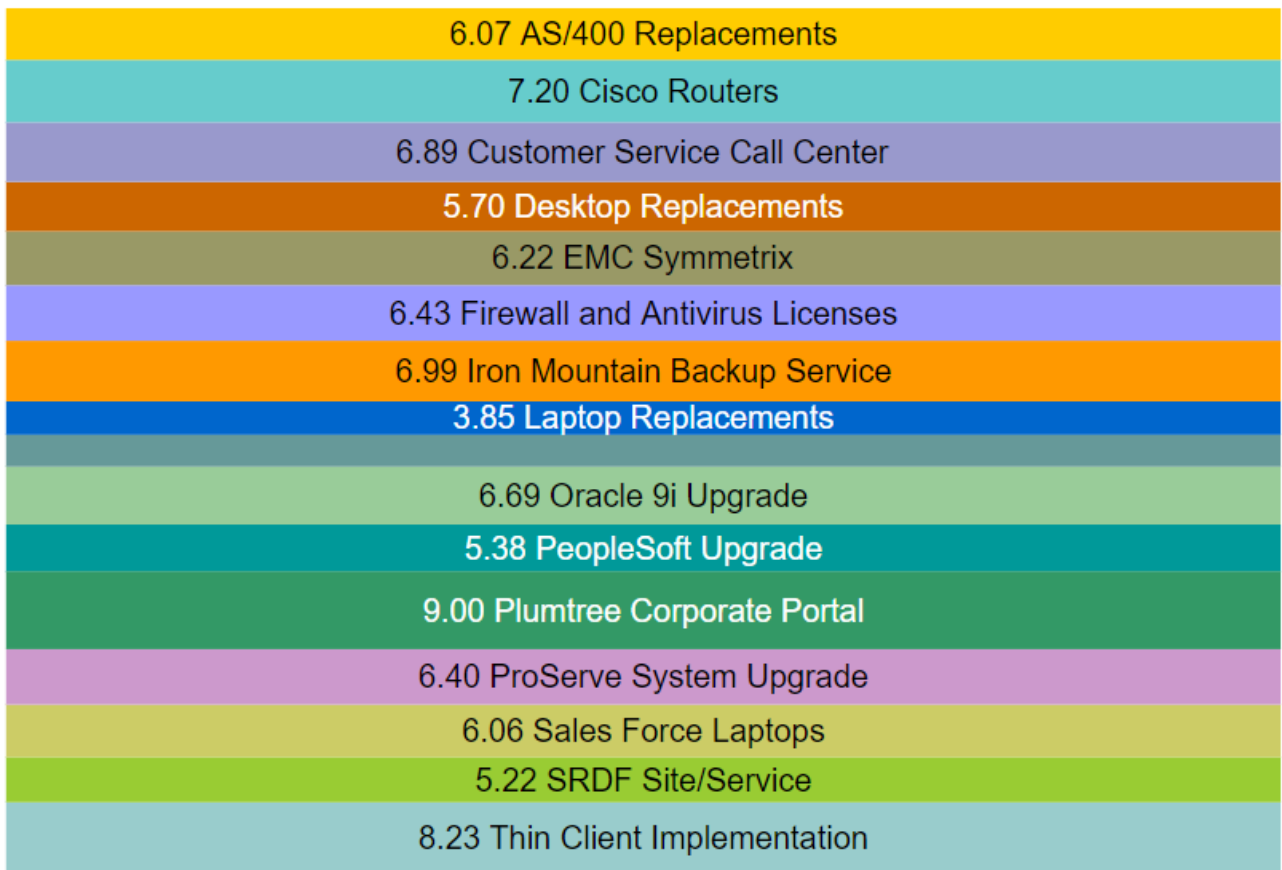 6.07 AS/400 Replacements
7.20 Cisco Routers
6.89 Customer Service Call Center
5.70 Desktop Replacements
6.22 EMC Symmetrix
6.43 Firewall and Antivirus Licenses
6.99 Iron Mountain Backup Service
3.85 Laptop Replacements
6.69 Oracle 9i Upgrade
5.38 PeopleSoft Upgrade
9.00 Plumtree Corporate Portal
6.40 ProServe System Upgrade
6.06 Sales Force Laptops
5.22 SRDF Site/Service
8.23 Thin Client Implementation